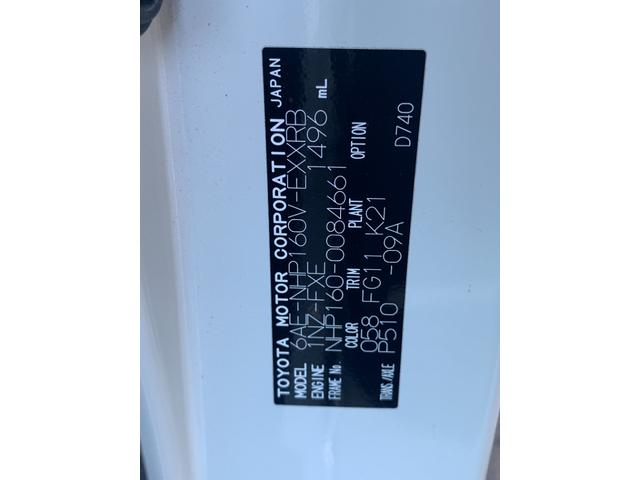 TOYOTA MOTOR CORPORATION JAPAN
MODEL 6AE-NHP160V-EXXRB
ENGINE 1NZ-FXE 1496 mL
FRAME No. NHP160-0084661
COLOR TRIM PLANT OPTION
058 FG11 K21
TRANS./AXLE P510 -09A D740